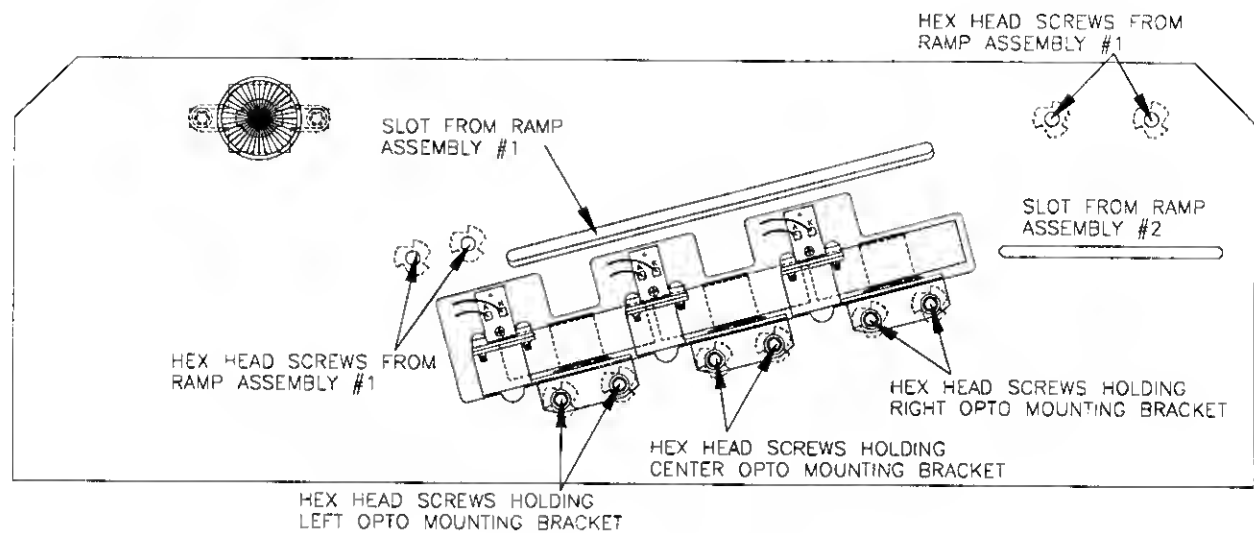 HEX HEAD SCREWS FROM
RAMP ASSEMBLY #1
SLOT FROM RAMP
ASSEMBLY #1
SLOT FROM RAMP
ASSEMBLY #2
HEX HEAD SCREWS FROM
RAMP ASSEMBLY #1
HEX HEAD SCREWS HOLDING
RIGHT OPTO MOUNTING BRACKET
HEX HEAD SCREWS HOLDING
CENTER OPTO MOUNTING BRACKET
HEX HEAD SCREWS HOLDING
LEFT OPTO MOUNTING BRACKET